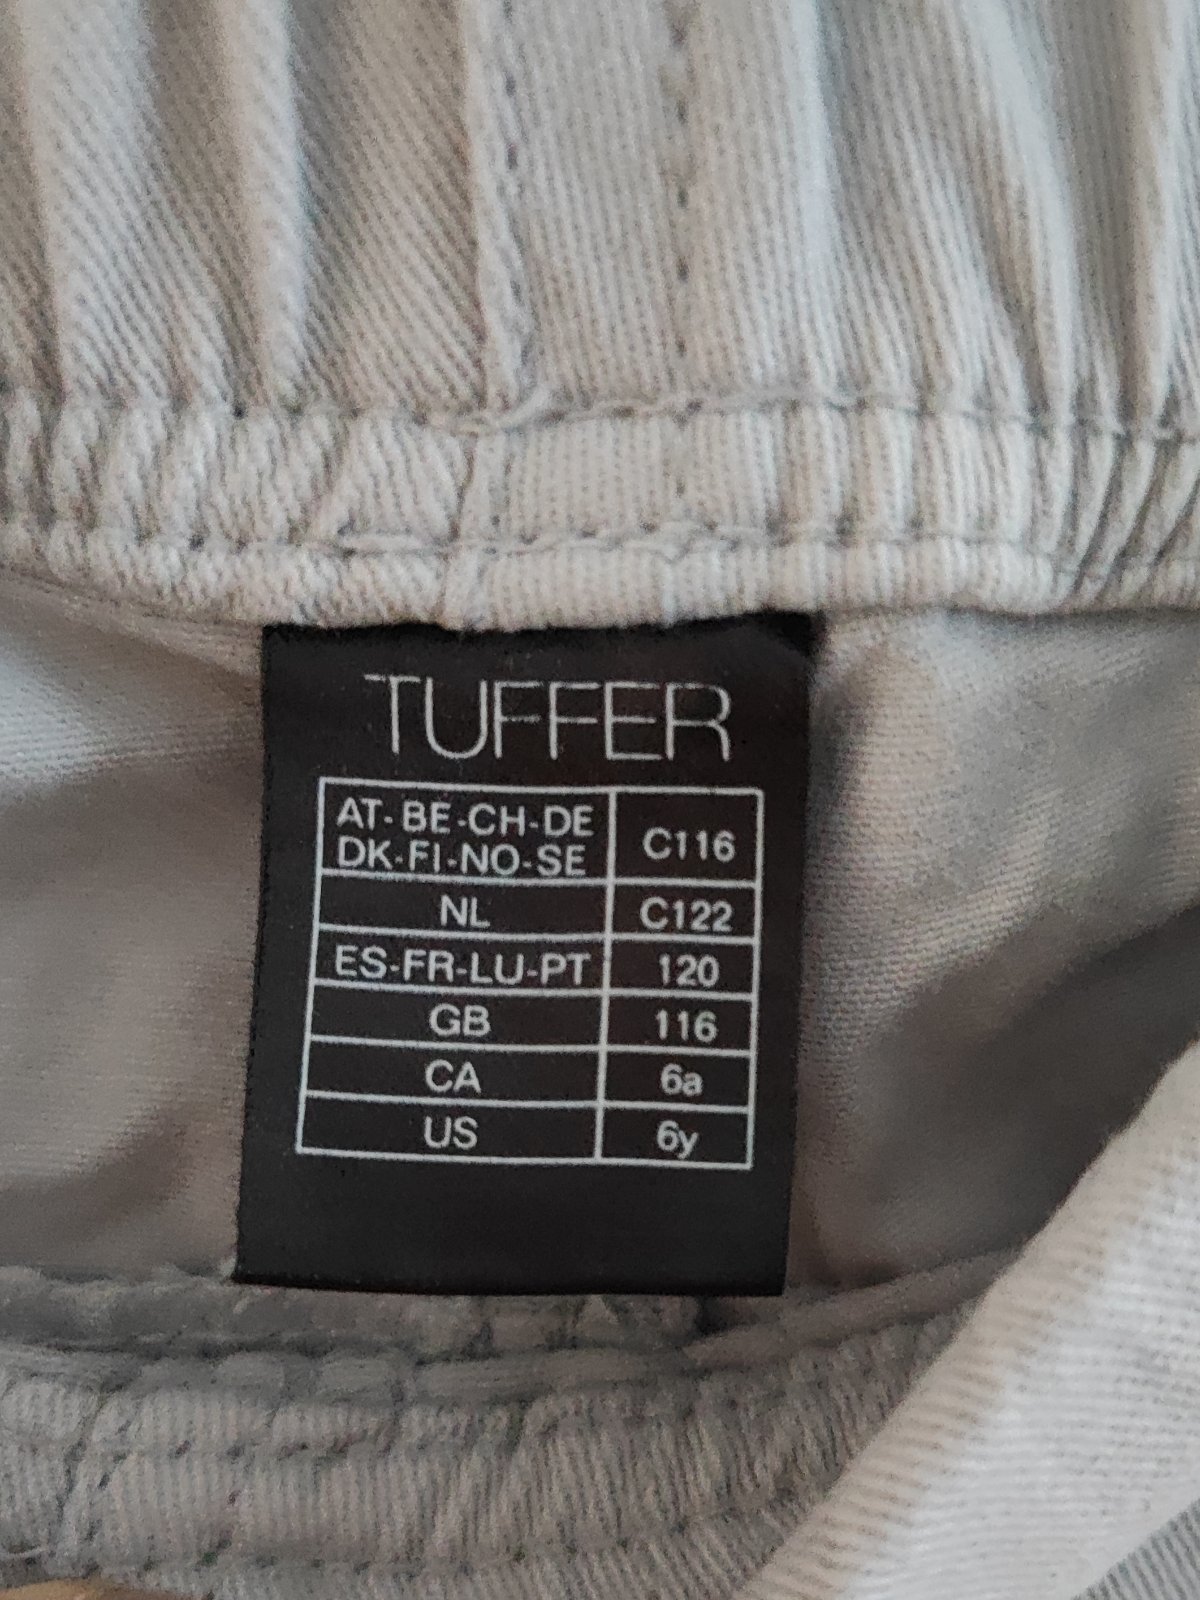 TUFFER
AT-BE-CH-DE
DK-FI-NO-SE C116
NL C122
ES-FR-LU-PT 120
GB 116
CA 6a
US 6y